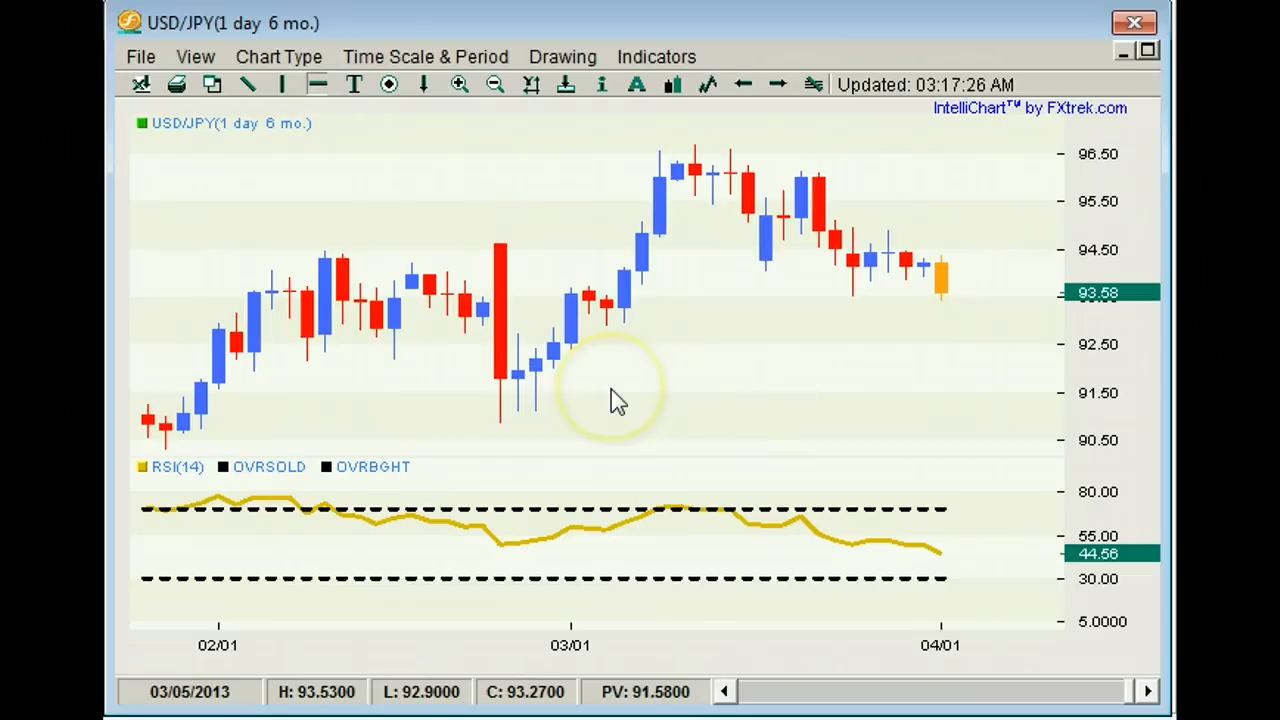 USD/JPY(1 day 6 mo.)
File View Chart Type Time Scale & Period Drawing Indicators
Updated: 03:17:26 AM
IntelliChart™ by FXtrek.com
USD/JPY(1 day 6 mo.)
96.50
95.50
94.50
93.58
92.50
91.50
90.50
RSI(14) OVRSOLD OVRBGHT
80.00
55.00
44.56
30.00
5.0000
02/01 03/01 04/01
03/05/2013 H: 93.5300 L: 92.9000 C: 93.2700 PV: 91.5800